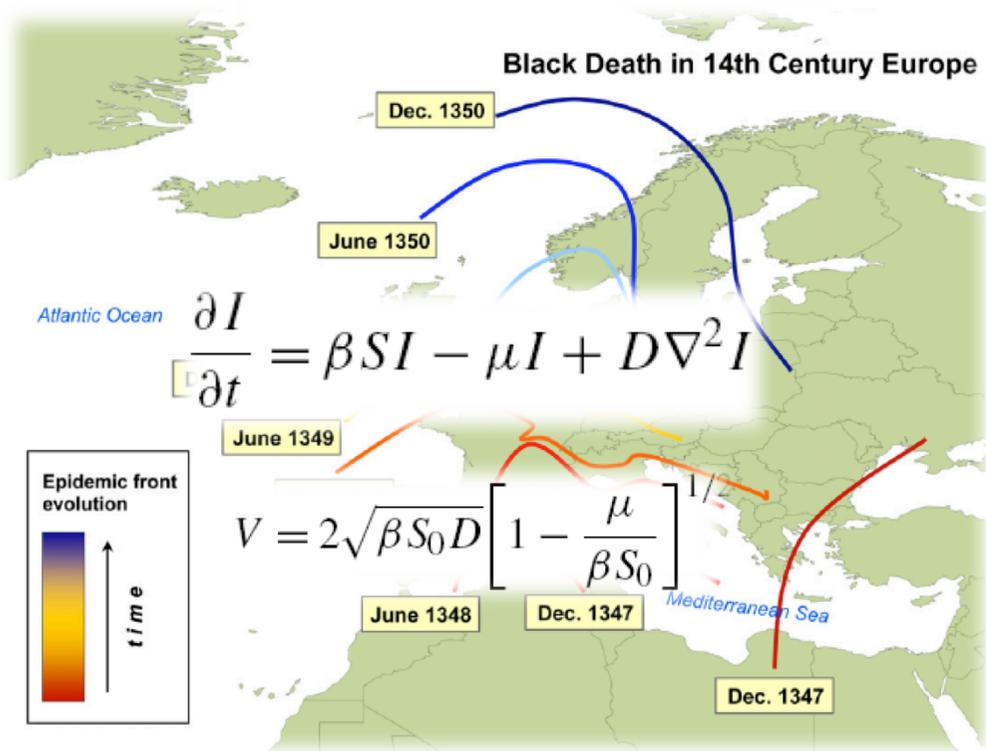 Black Death in 14th Century Europe
Dec. 1350
June 1350
Atlantic Ocean
∂I/∂t = βSI − μI + D∇²I
June 1349
Epidemic front
evolution
time
V = 2√(βS₀D) [1 − μ/(βS₀)]^{1/2}
June 1348
Dec. 1347
Mediterranean Sea
Dec. 1347